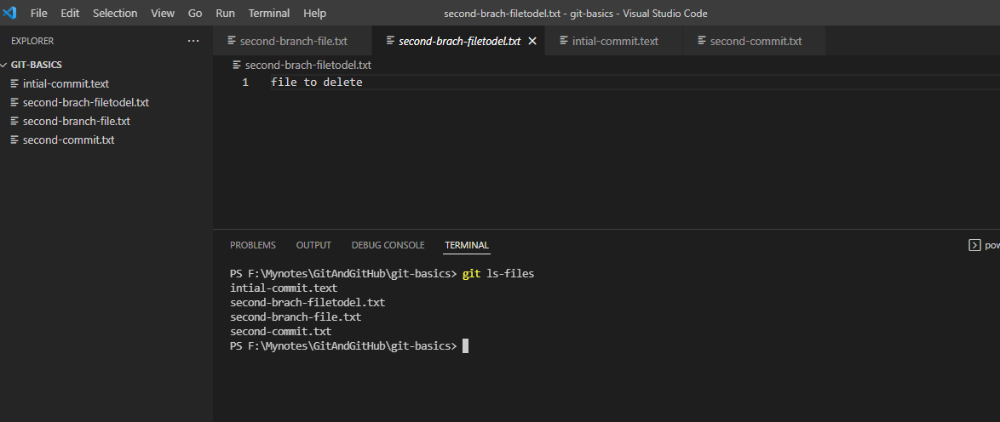 File Edit Selection View Go Run Terminal Help second-brach-filetodel.txt - git-basics - Visual Studio Code
EXPLORER
GIT-BASICS
intial-commit.text
second-brach-filetodel.txt
second-branch-file.txt
second-commit.txt
second-branch-file.txt second-brach-filetodel.txt intial-commit.text second-commit.txt
second-brach-filetodel.txt
1 file to delete
PROBLEMS OUTPUT DEBUG CONSOLE TERMINAL pow
PS F:\Mynotes\GitAndGitHub\git-basics> git ls-files
intial-commit.text
second-brach-filetodel.txt
second-branch-file.txt
second-commit.txt
PS F:\Mynotes\GitAndGitHub\git-basics>